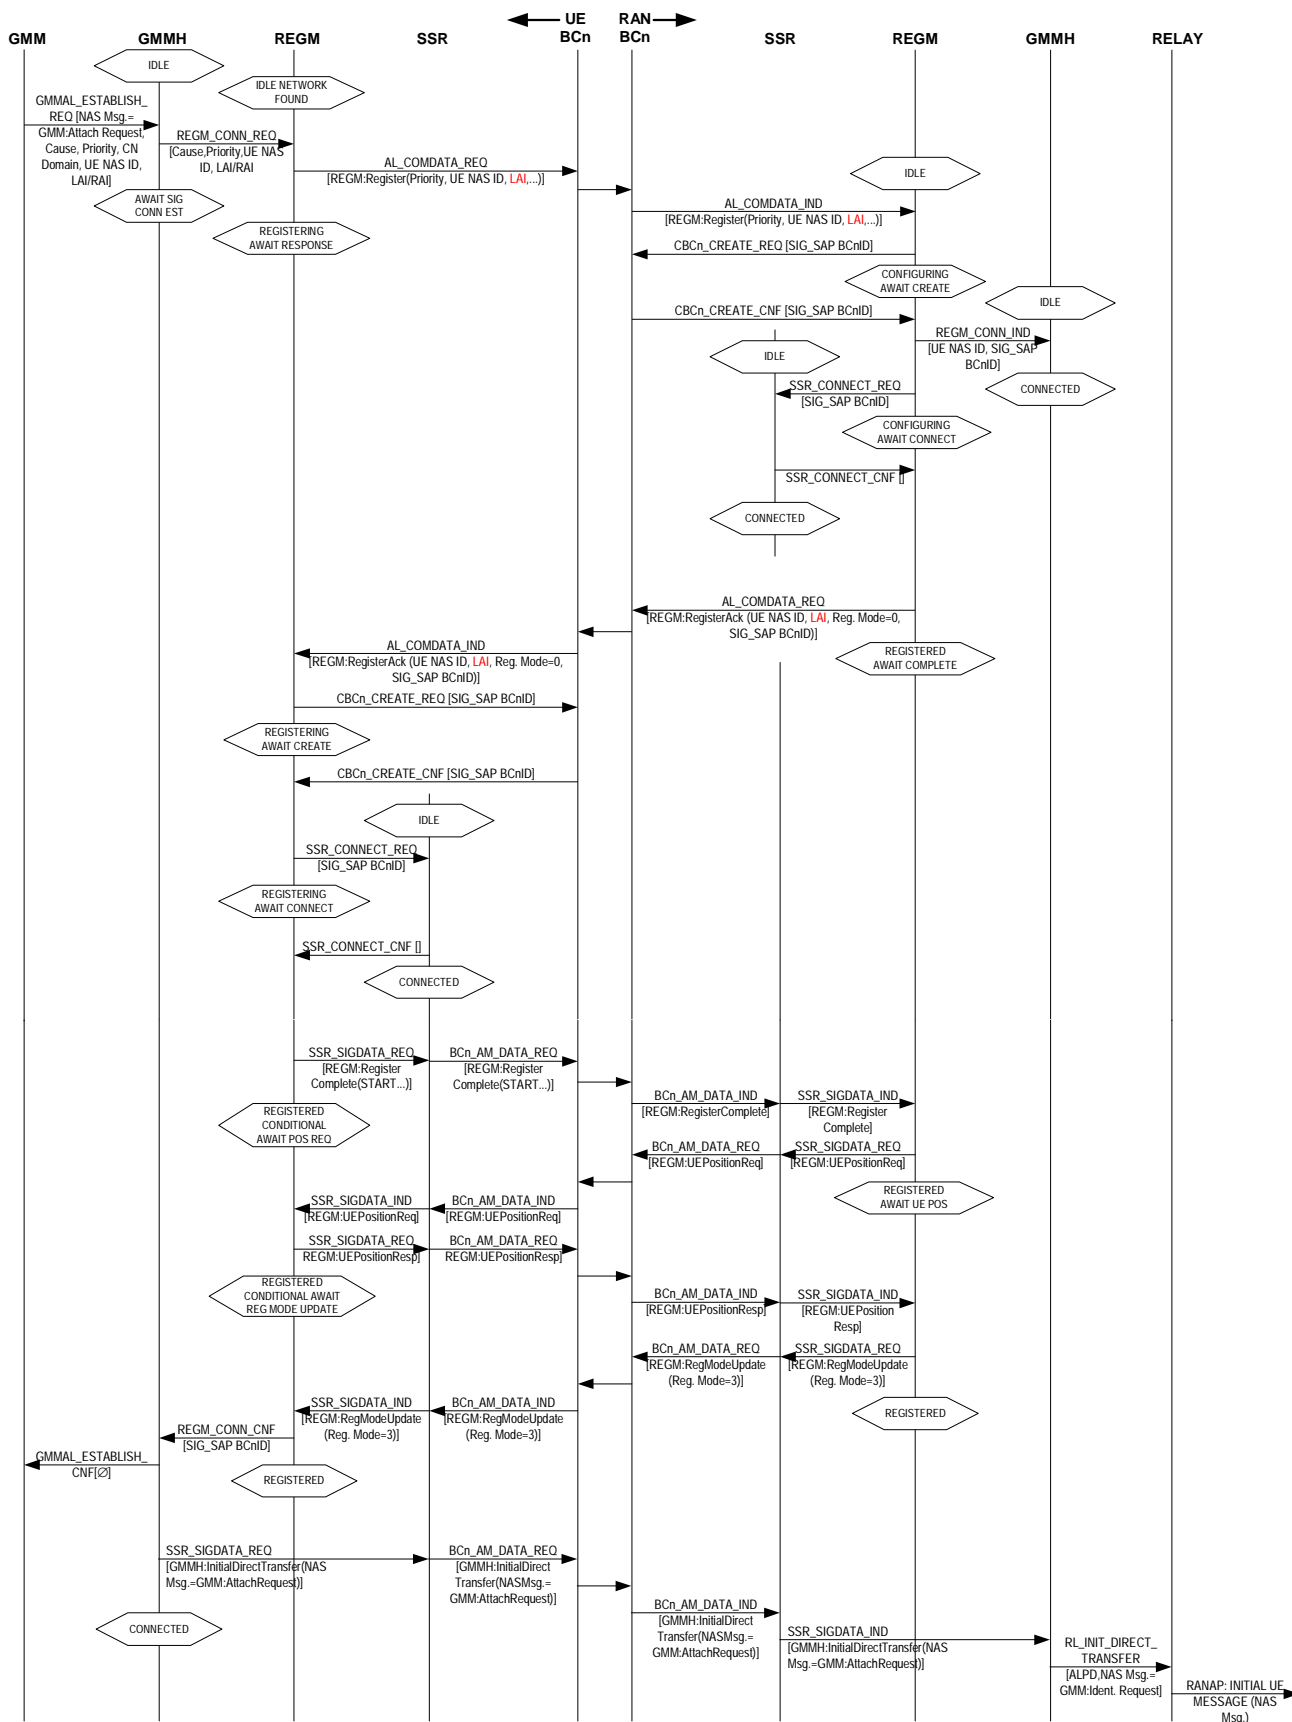 UE RAN
GMM GMMH REGM SSR BCn BCn SSR REGM GMMH RELAY
IDLE
IDLE NETWORK
FOUND
GMMAL_ESTABLISH_
REQ [NAS Msg.=
GMM:Attach Request,
Cause, Priority, CN
Domain, UE NAS ID,
LAI/RAI]
REGM_CONN_REQ
[Cause,Priority,UE NAS
ID, LAI/RAI
AL_COMDATA_REQ
[REGM:Register(Priority, UE NAS ID, LAI,...)]
IDLE
AWAIT SIG
CONN EST
AL_COMDATA_IND
[REGM:Register(Priority, UE NAS ID, LAI,...)]
REGISTERING
AWAIT RESPONSE
CBCn_CREATE_REQ [SIG_SAP BCnID]
CONFIGURING
AWAIT CREATE
IDLE
CBCn_CREATE_CNF [SIG_SAP BCnID]
REGM_CONN_IND
[UE NAS ID, SIG_SAP
BCnID]
IDLE
CONNECTED
SSR_CONNECT_REQ
[SIG_SAP BCnID]
CONFIGURING
AWAIT CONNECT
SSR_CONNECT_CNF []
CONNECTED
AL_COMDATA_REQ
[REGM:RegisterAck (UE NAS ID, LAI, Reg. Mode=0,
SIG_SAP BCnID)]
AL_COMDATA_IND
[REGM:RegisterAck (UE NAS ID, LAI, Reg. Mode=0,
SIG_SAP BCnID)]
REGISTERED
AWAIT COMPLETE
CBCn_CREATE_REQ [SIG_SAP BCnID]
REGISTERING
AWAIT CREATE
CBCn_CREATE_CNF [SIG_SAP BCnID]
IDLE
SSR_CONNECT_REQ
[SIG_SAP BCnID]
REGISTERING
AWAIT CONNECT
SSR_CONNECT_CNF []
CONNECTED
SSR_SIGDATA_REQ
[REGM:Register
Complete(START...)]
BCn_AM_DATA_REQ
[REGM:Register
Complete(START...)]
BCn_AM_DATA_IND
[REGM:RegisterComplete]
SSR_SIGDATA_IND
[REGM:Register
Complete]
REGISTERED
CONDITIONAL
AWAIT POS REQ
BCn_AM_DATA_REQ
[REGM:UEPositionReq]
SSR_SIGDATA_REQ
[REGM:UEPositionReq]
REGISTERED
AWAIT UE POS
SSR_SIGDATA_IND
[REGM:UEPositionReq]
BCn_AM_DATA_IND
[REGM:UEPositionReq]
SSR_SIGDATA_REQ
REGM:UEPositionResp]
BCn_AM_DATA_REQ
REGM:UEPositionResp]
REGISTERED
CONDITIONAL AWAIT
REG MODE UPDATE
BCn_AM_DATA_IND
[REGM:UEPositionResp]
SSR_SIGDATA_IND
[REGM:UEPosition
Resp]
BCn_AM_DATA_REQ
[REGM:RegModeUpdate
(Reg. Mode=3)]
SSR_SIGDATA_REQ
[REGM:RegModeUpdate
(Reg. Mode=3)]
SSR_SIGDATA_IND
[REGM:RegModeUpdate
(Reg. Mode=3)]
BCn_AM_DATA_IND
[REGM:RegModeUpdate
(Reg. Mode=3)]
REGISTERED
REGM_CONN_CNF
[SIG_SAP BCnID]
GMMAL_ESTABLISH_
CNF[∅]
REGISTERED
SSR_SIGDATA_REQ
[GMMH:InitialDirectTransfer(NAS
Msg.=GMM:AttachRequest)]
BCn_AM_DATA_REQ
[GMMH:InitialDirect
Transfer(NASMsg.=
GMM:AttachRequest)]
CONNECTED
BCn_AM_DATA_IND
[GMMH:InitialDirect
Transfer(NASMsg.=
GMM:AttachRequest)]
SSR_SIGDATA_IND
[GMMH:InitialDirectTransfer(NAS
Msg.=GMM:AttachRequest)]
RL_INIT_DIRECT_
TRANSFER
[ALPD,NAS Msg.=
GMM:Ident. Request]
RANAP: INITIAL UE
MESSAGE (NAS
Msg.)